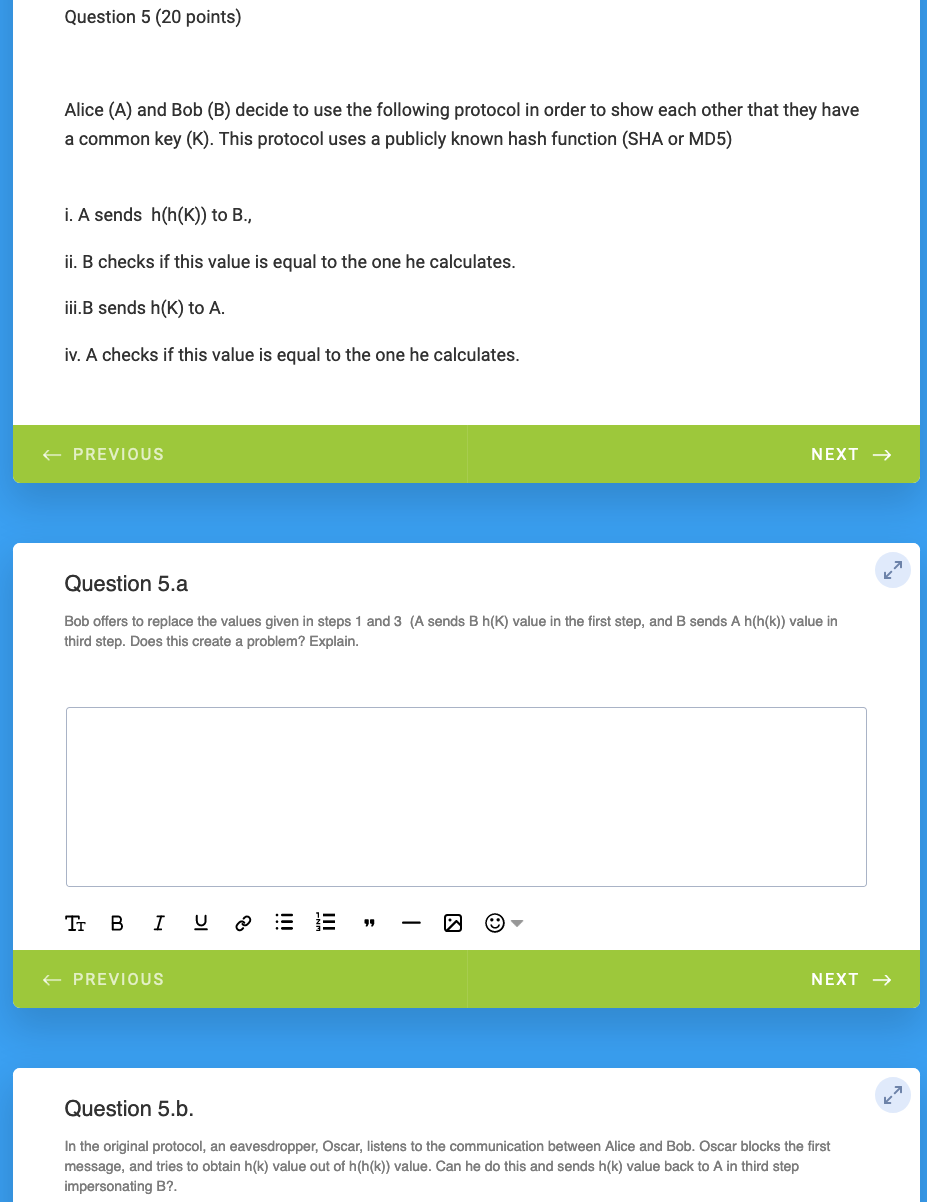 Question 5 (20 points)
Alice (A) and Bob (B) decide to use the following protocol in order to show each other that they have
a common key (K). This protocol uses a publicly known hash function (SHA or MD5)
i. A sends  h(h(K)) to B.,
ii. B checks if this value is equal to the one he calculates.
iii.B sends h(K) to A.
iv. A checks if this value is equal to the one he calculates.
← PREVIOUS
NEXT →
Question 5.a
Bob offers to replace the values given in steps 1 and 3  (A sends B h(K) value in the first step, and B sends A h(h(k)) value in
third step. Does this create a problem? Explain.
← PREVIOUS
NEXT →
Question 5.b.
In the original protocol, an eavesdropper, Oscar, listens to the communication between Alice and Bob. Oscar blocks the first
message, and tries to obtain h(k) value out of h(h(k)) value. Can he do this and sends h(k) value back to A in third step
impersonating B?.